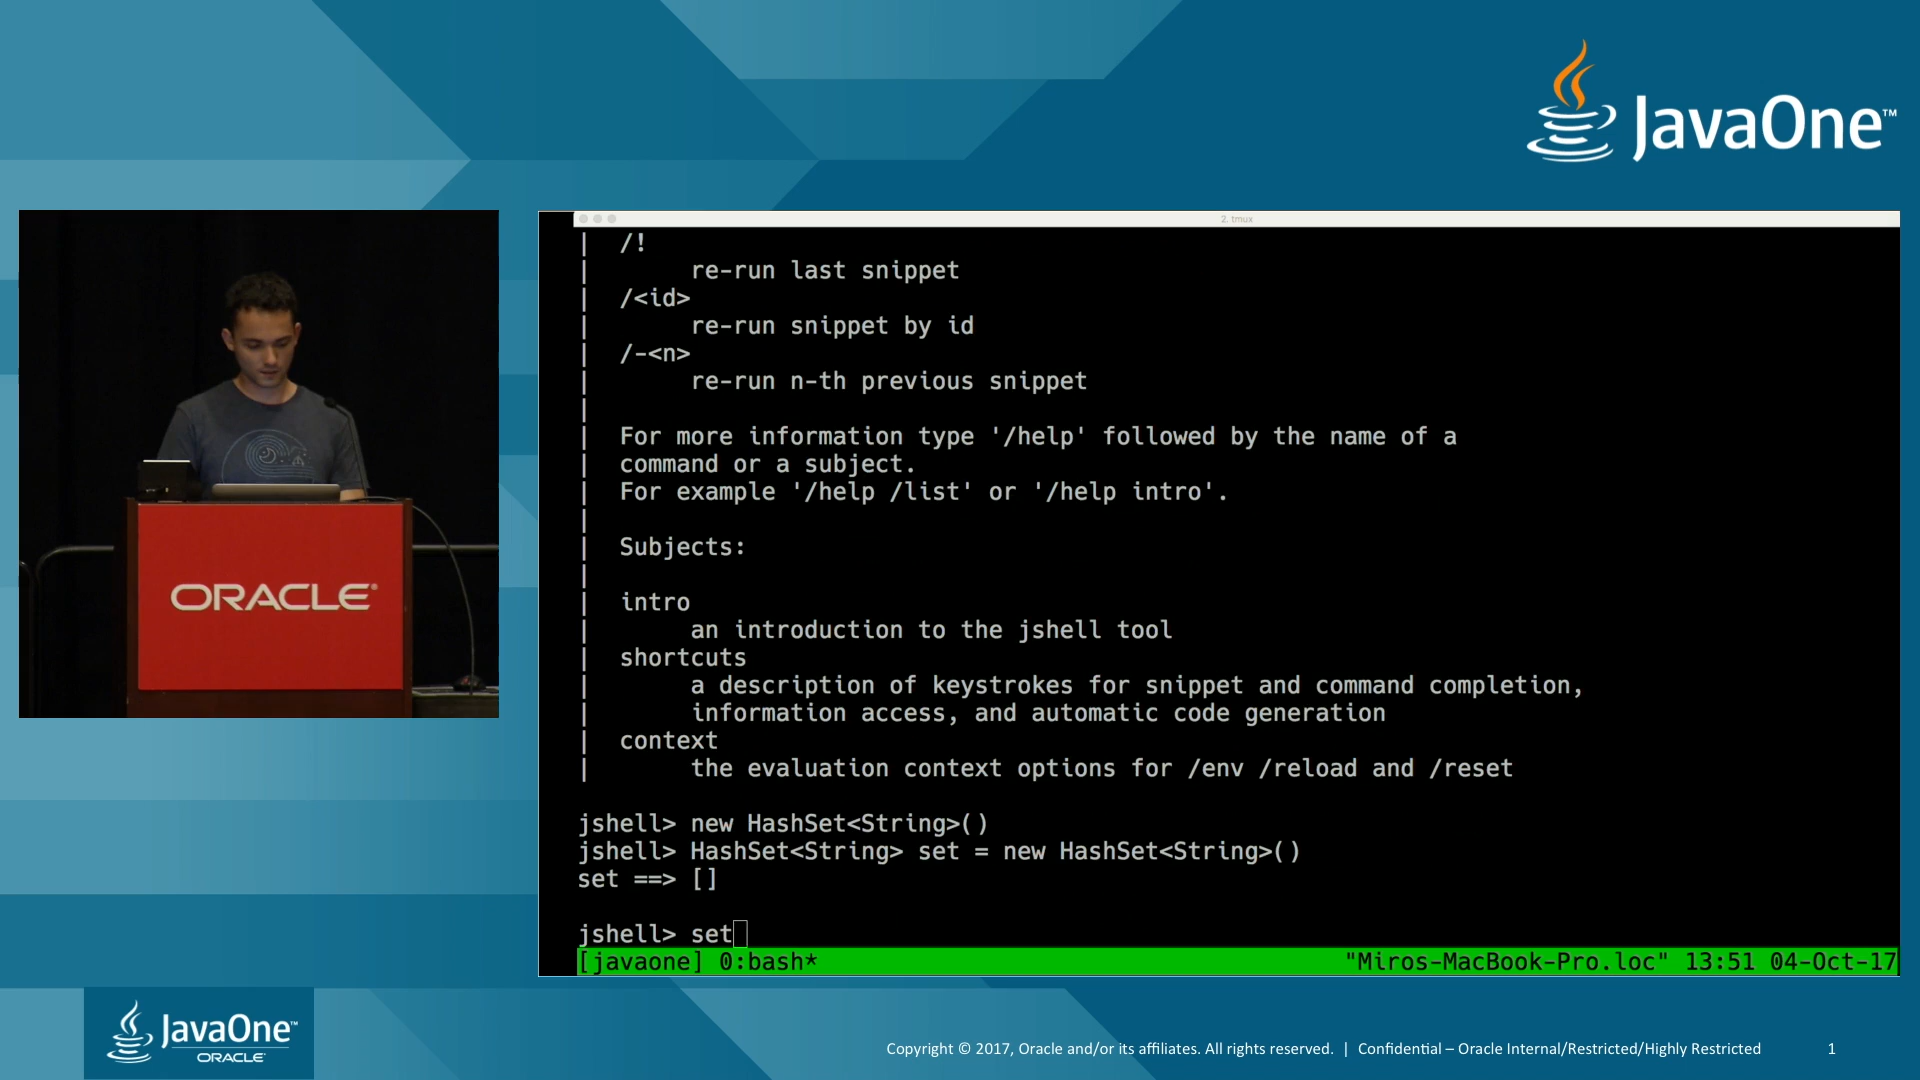 JavaOne™
2. tmux
| /!
| re-run last snippet
| /<id>
| re-run snippet by id
| /-<n>
| re-run n-th previous snippet
|
| For more information type '/help' followed by the name of a
| command or a subject.
| For example '/help /list' or '/help intro'.
|
| Subjects:
|
| intro
| an introduction to the jshell tool
| shortcuts
| a description of keystrokes for snippet and command completion,
| information access, and automatic code generation
| context
| the evaluation context options for /env /reload and /reset
jshell> new HashSet<String>()
jshell> HashSet<String> set = new HashSet<String>()
set ==> []
jshell> set
[javaone] 0:bash* "Miros-MacBook-Pro.loc" 13:51 04-Oct-17
ORACLE®
JavaOne™
ORACLE®
Copyright © 2017, Oracle and/or its affiliates. All rights reserved. | Confidential – Oracle Internal/Restricted/Highly Restricted 1